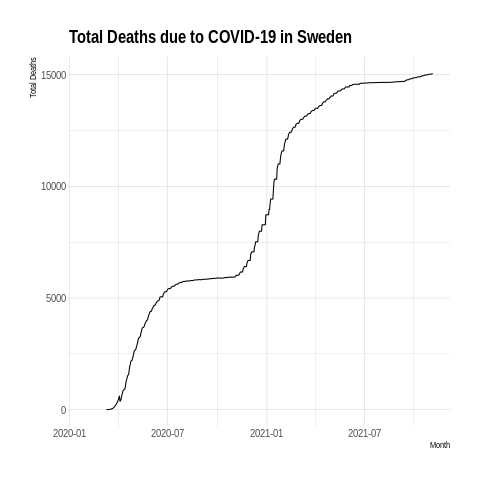 Total Deaths due to COVID-19 in Sweden
Total Deaths
15000
10000
5000
0
2020-01 2020-07 2021-01 2021-07
Month